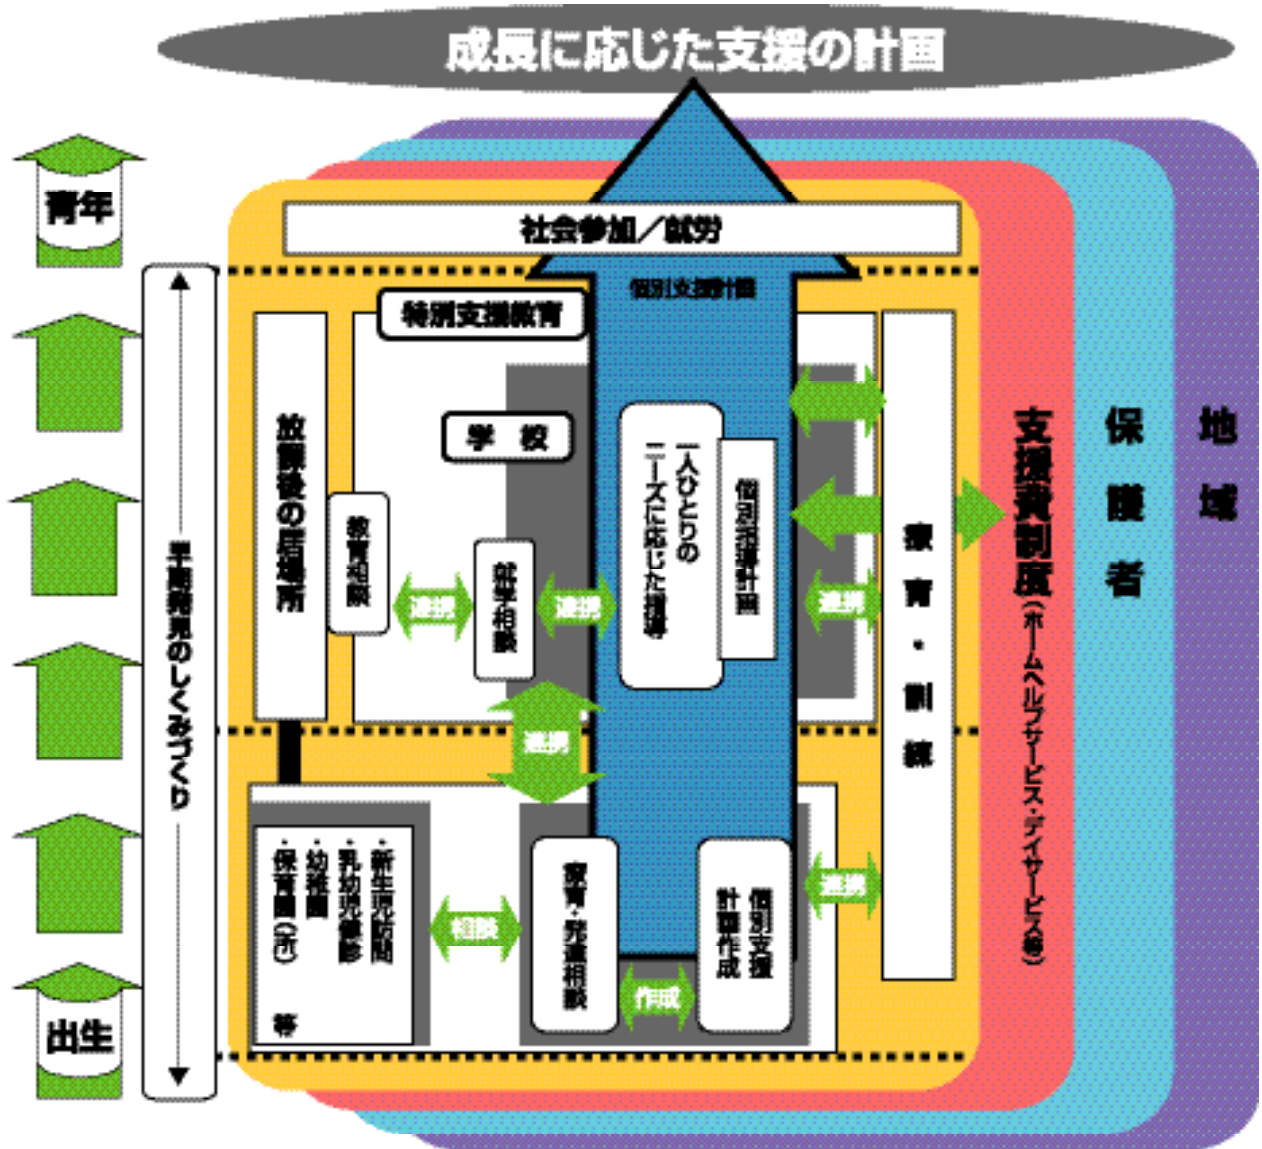 成長に応じた支援の計画
青年
社会参加／就労
個別支援計画
特別支援教育
学　校
放課後の居場所
教育相談
連携
就学相談
連携
一人ひとりの
ニーズに応じた指導
個別指導計画
連携
療育・訓練
支援費制度
(ホームヘルプサービス・デイサービス等)
保護者
地域
早期発見のしくみづくり
連携
・新生児訪問
・乳幼児健診
・幼稚園
・保育園(所)　等
相談
療育・発達相談
作成
個別支援
計画作成
連携
出生